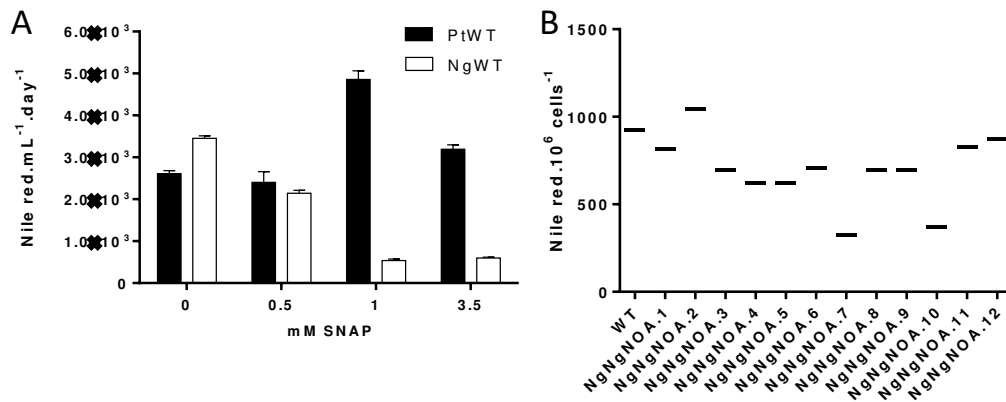 A
6.0✖10³
5.0✖10³
4.0✖10³
3.0✖10³
2.0✖10³
1.0✖10³
0
Nile red.mL⁻¹.day⁻¹
PtWT
NgWT
0 0.5 1 3.5
mM SNAP
B
1500
1000
500
0
Nile red.10⁶ cells⁻¹
WT
NgNgNOA.1
NgNgNOA.2
NgNgNOA.3
NgNgNOA.4
NgNgNOA.5
NgNgNOA.6
NgNgNOA.7
NgNgNOA.8
NgNgNOA.9
NgNgNOA.10
NgNgNOA.11
NgNgNOA.12